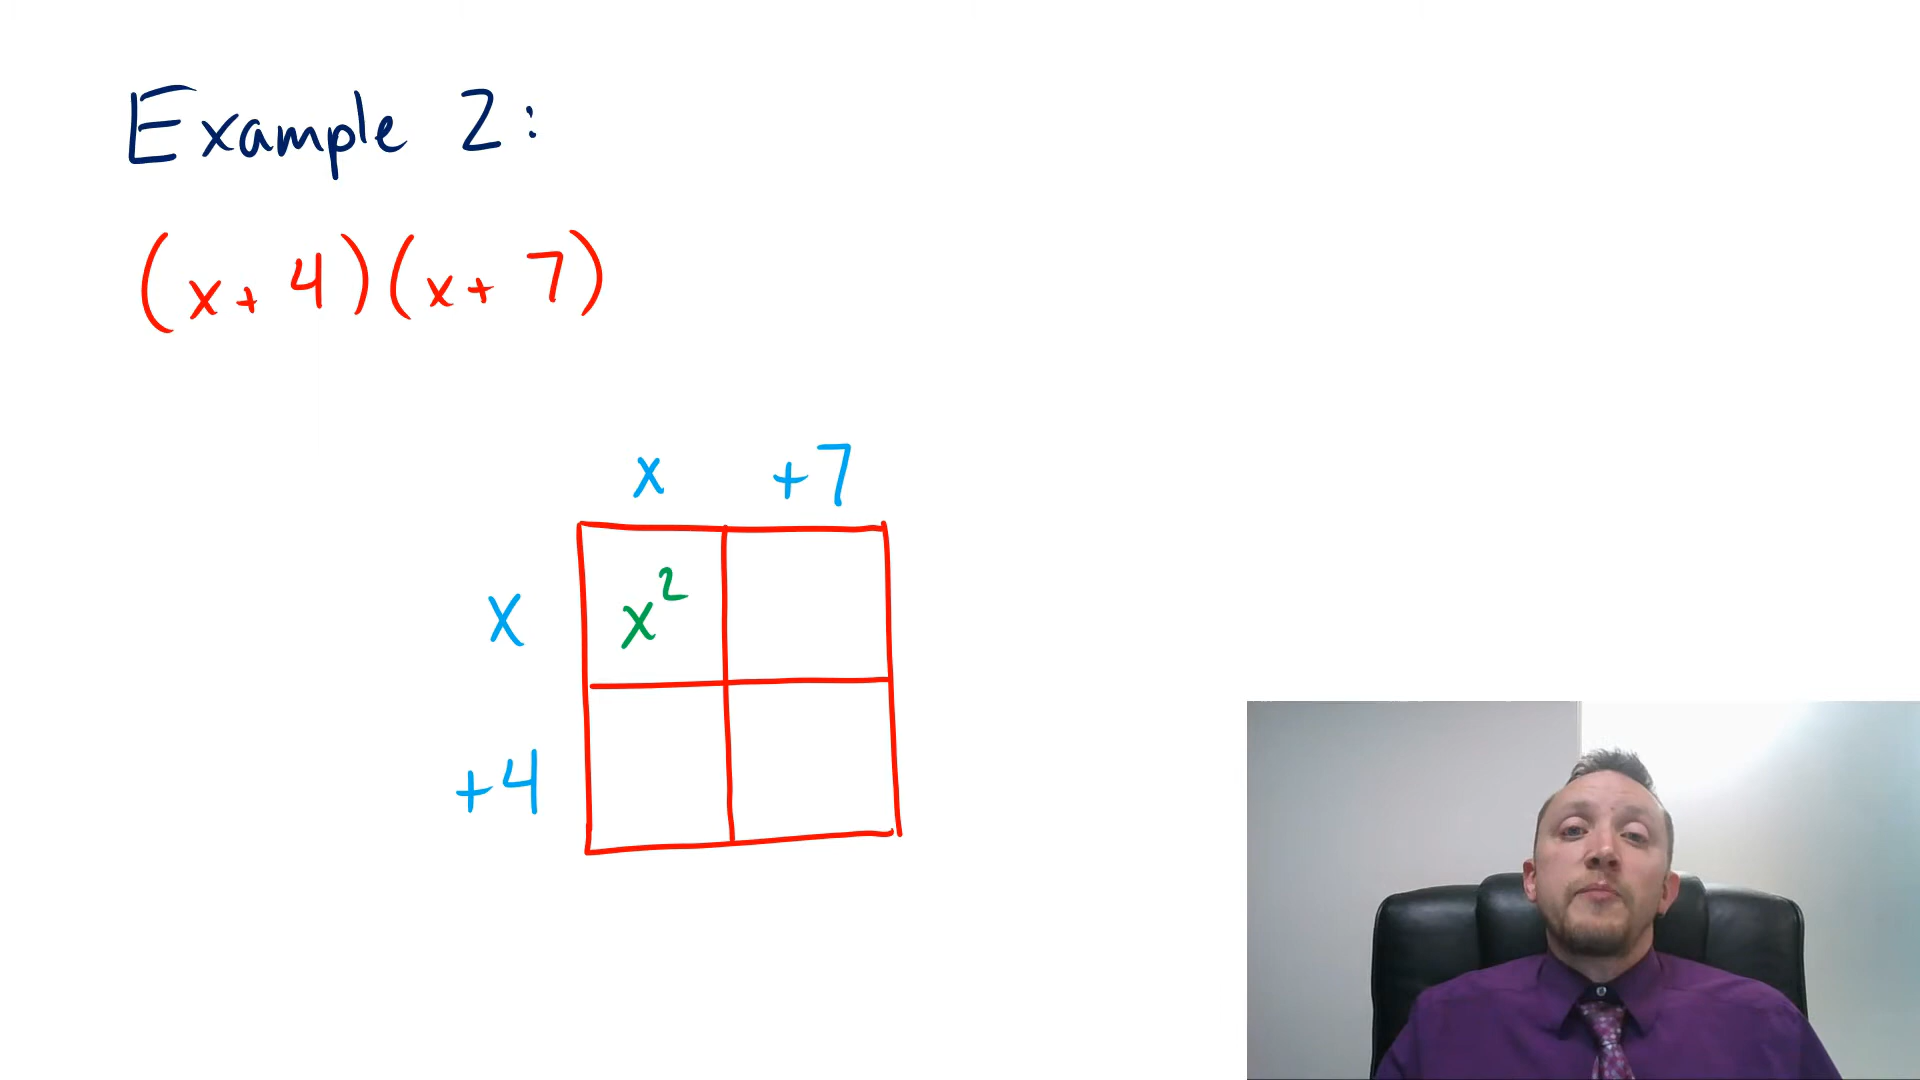 Example 2:
(x + 4)(x + 7)
x +7
x x²
+4